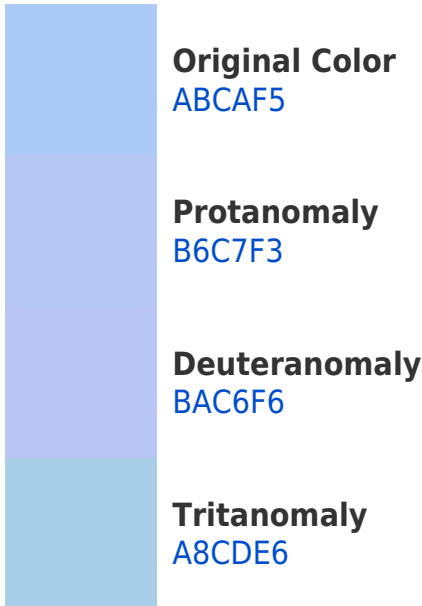 Original Color
ABCAF5
Protanomaly
B6C7F3
Deuteranomaly
BAC6F6
Tritanomaly
A8CDE6